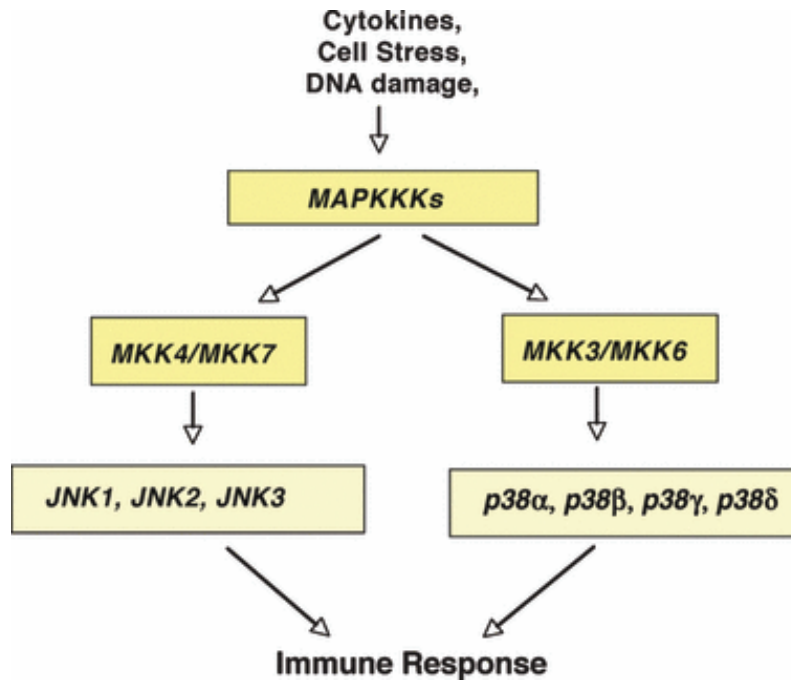 Cytokines,
Cell Stress,
DNA damage,
MAPKKKs
MKK4/MKK7
MKK3/MKK6
JNK1, JNK2, JNK3
p38α, p38β, p38γ, p38δ
Immune Response